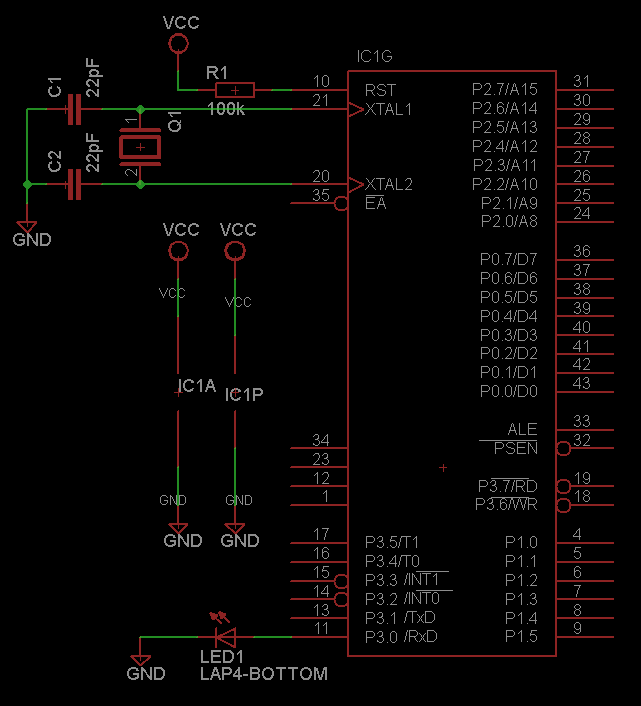 VCC
IC1G
C1
22pF
R1
100k
10
RST
21
XTAL1
Q1
1
2
C2
22pF
20
XTAL2
35
EA
GND
VCC
VCC
VCC
VCC
IC1A
IC1P
GND
GND
GND
GND
34
23
12
1
17
P3.5/T1
16
P3.4/T0
15
P3.3 /INT1
14
P3.2 /INT0
13
P3.1 /TxD
11
P3.0 /RxD
LED1
LAP4-BOTTOM
GND
P2.7/A15
31
P2.6/A14
30
P2.5/A13
29
P2.4/A12
28
P2.3/A11
27
P2.2/A10
26
P2.1/A9
25
P2.0/A8
24
P0.7/D7
36
P0.6/D6
37
P0.5/D5
38
P0.4/D4
39
P0.3/D3
40
P0.2/D2
41
P0.1/D1
42
P0.0/D0
43
ALE
33
PSEN
32
P3.7/RD
19
P3.6/WR
18
P1.0
4
P1.1
5
P1.2
6
P1.3
7
P1.4
8
P1.5
9